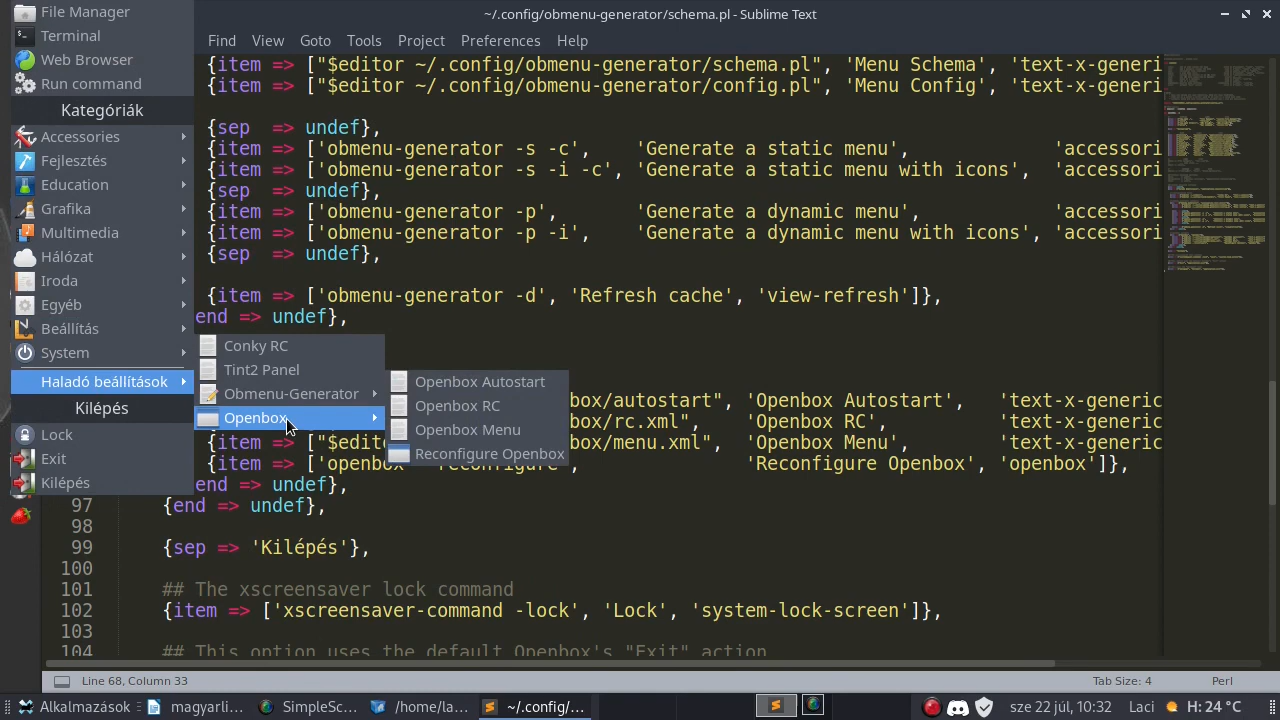 ~/.config/obmenu-generator/schema.pl - Sublime Text
Find View Goto Tools Project Preferences Help
File Manager
Terminal
Web Browser
Run command
Kategóriák
Accessories
Fejlesztés
Education
Grafika
Multimedia
Hálózat
Iroda
Egyéb
Beállítás
System
Haladó beállítások
Kilépés
Lock
Exit
Kilépés
Conky RC
Tint2 Panel
Obmenu-Generator
Openbox
Openbox Autostart
Openbox RC
Openbox Menu
Reconfigure Openbox
{item => ["$editor ~/.config/obmenu-generator/schema.pl", 'Menu Schema', 'text-x-generi
{item => ["$editor ~/.config/obmenu-generator/config.pl", 'Menu Config', 'text-x-generi
{sep => undef},
{item => ['obmenu-generator -s -c', 'Generate a static menu', 'accessori
{item => ['obmenu-generator -s -i -c', 'Generate a static menu with icons', 'accessori
{sep => undef},
{item => ['obmenu-generator -p', 'Generate a dynamic menu', 'accessori
{item => ['obmenu-generator -p -i', 'Generate a dynamic menu with icons', 'accessori
{sep => undef},
{item => ['obmenu-generator -d', 'Refresh cache', 'view-refresh']},
end => undef},
box/autostart", 'Openbox Autostart', 'text-x-generic
box/rc.xml", 'Openbox RC', 'text-x-generic
{item => ["$edit box/menu.xml", 'Openbox Menu', 'text-x-generic
{item => ['openbox 'Reconfigure Openbox', 'openbox']},
end => undef},
97 {end => undef},
98
99 {sep => 'Kilépés'},
100
101 ## The xscreensaver lock command
102 {item => ['xscreensaver-command -lock', 'Lock', 'system-lock-screen']},
103
104 ## This option uses the default Openbox's "Exit" action
Line 68, Column 33 Tab Size: 4 Perl
Alkalmazások magyarli... SimpleSc... /home/la... ~/.config/... sze 22 júl, 10:32 Laci H: 24 °C